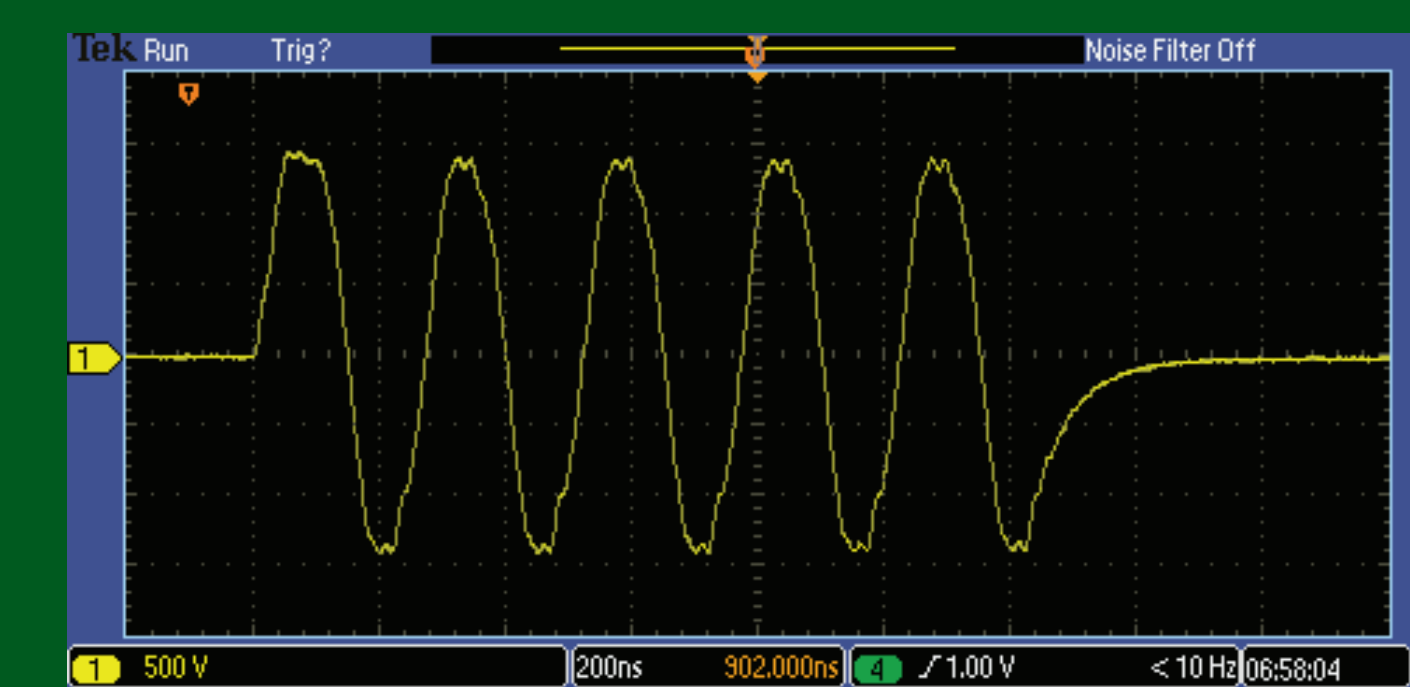 Tek Run Trig? Noise Filter Off
T
1
1 500 V 200ns 902.000ns 4 1.00 V < 10 Hz 06:58:04